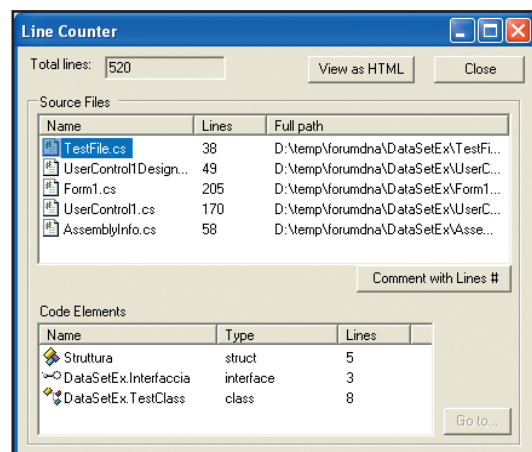 Line Counter
Total lines: 520 View as HTML Close
Source Files
Name Lines Full path
TestFile.cs 38 D:\temp\forumdna\DataSetEx\TestFi...
UserControl1Design... 49 D:\temp\forumdna\DataSetEx\UserC...
Form1.cs 205 D:\temp\forumdna\DataSetEx\Form1...
UserControl1.cs 170 D:\temp\forumdna\DataSetEx\UserC...
AssemblyInfo.cs 58 D:\temp\forumdna\DataSetEx\Asse...
Comment with Lines #
Code Elements
Name Type Lines
Struttura struct 5
DataSetEx.Interfaccia interface 3
DataSetEx.TestClass class 8
Go to...